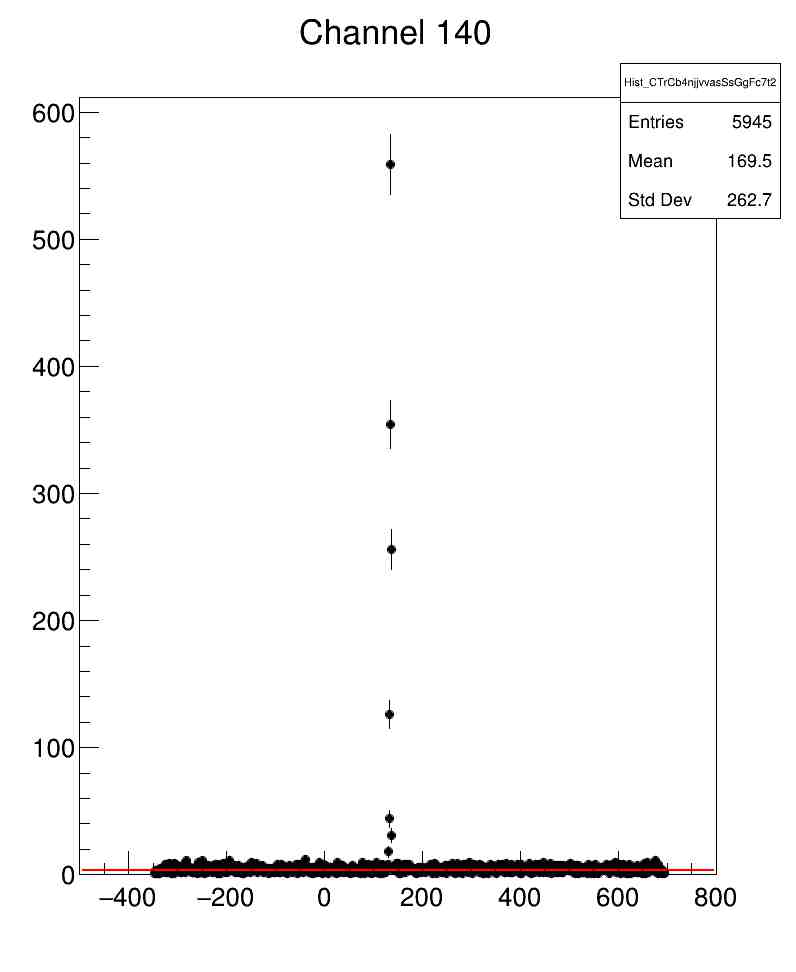 Channel 140
Hist_CTrCb4njjvvasSsGgFc7t2
Entries 5945
Mean 169.5
Std Dev 262.7
600
500
400
300
200
100
0
−400 −200 0 200 400 600 800